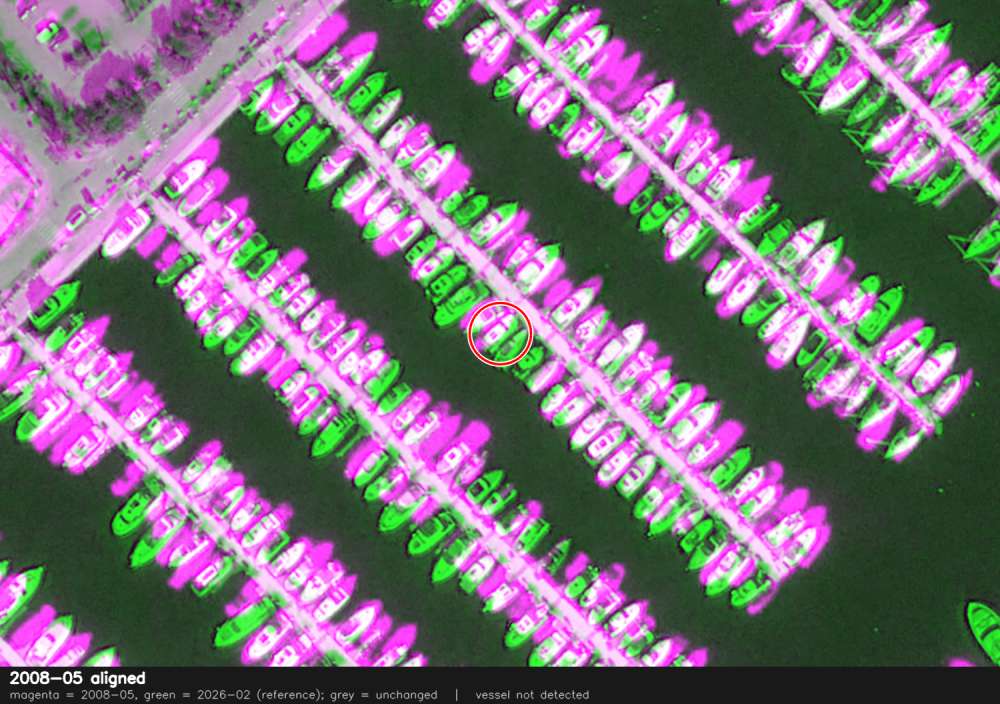 2008-05 aligned
magenta = 2008-05, green = 2026-02 (reference); grey = unchanged | vessel not detected